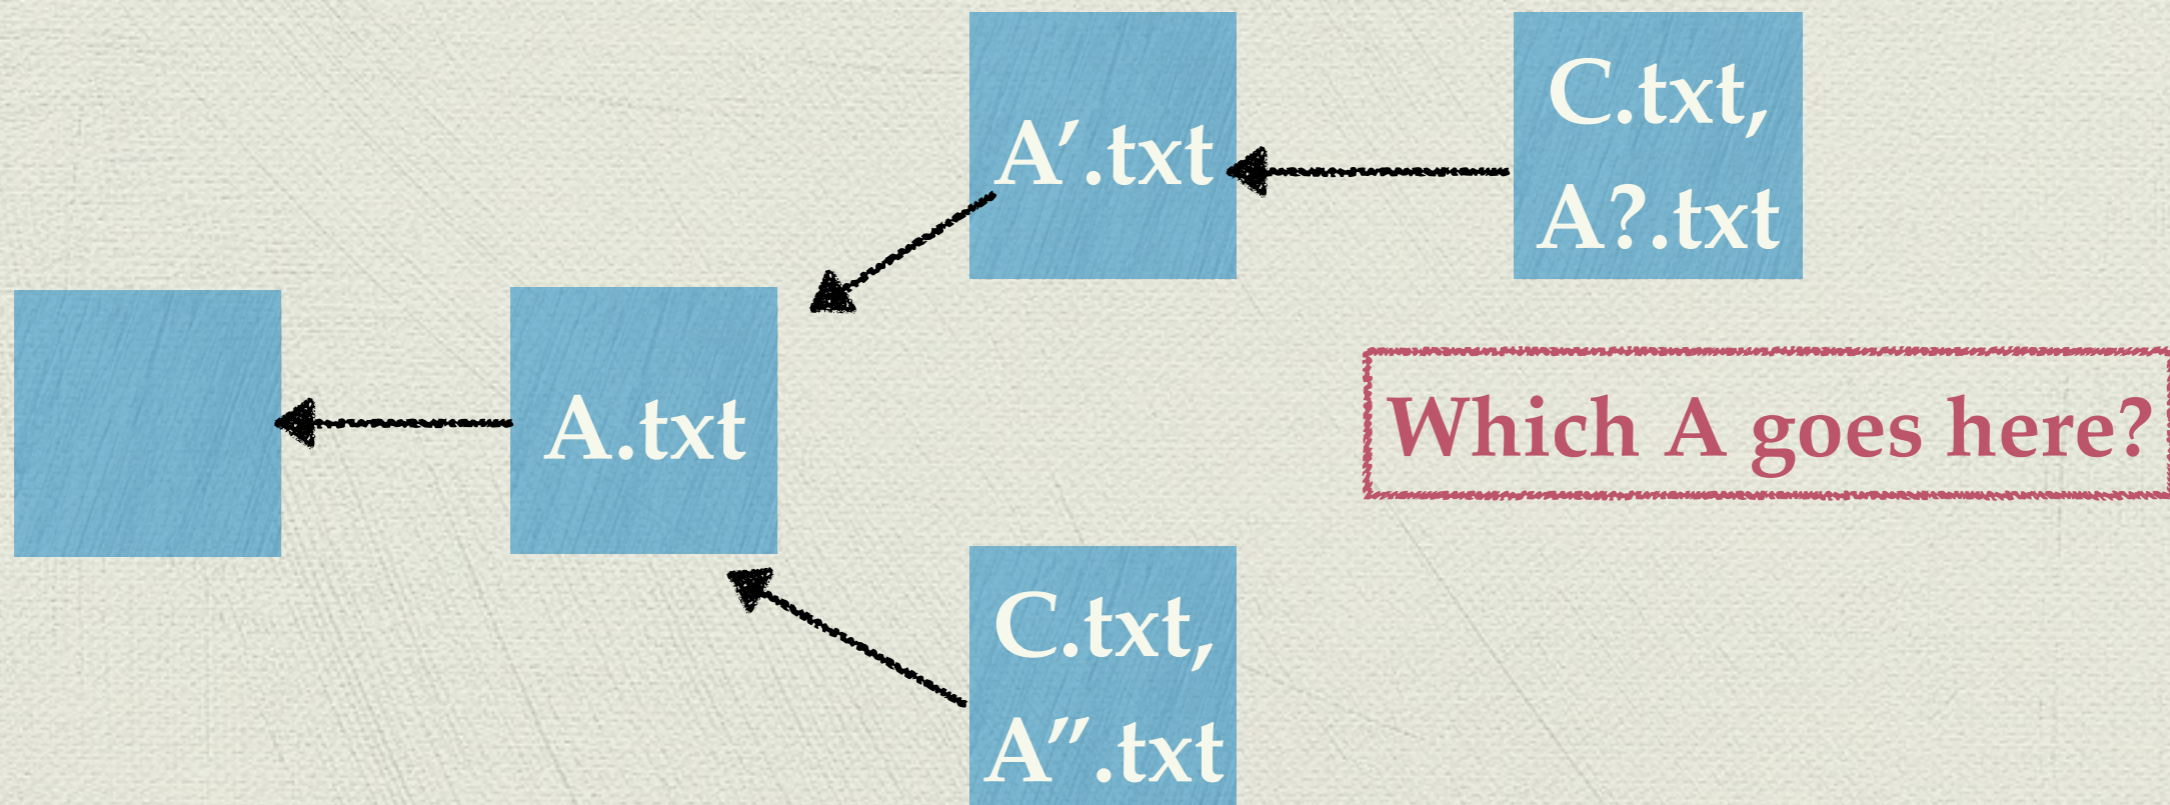 A′.txt
C.txt,
A?.txt
A.txt
Which A goes here?
C.txt,
A″.txt